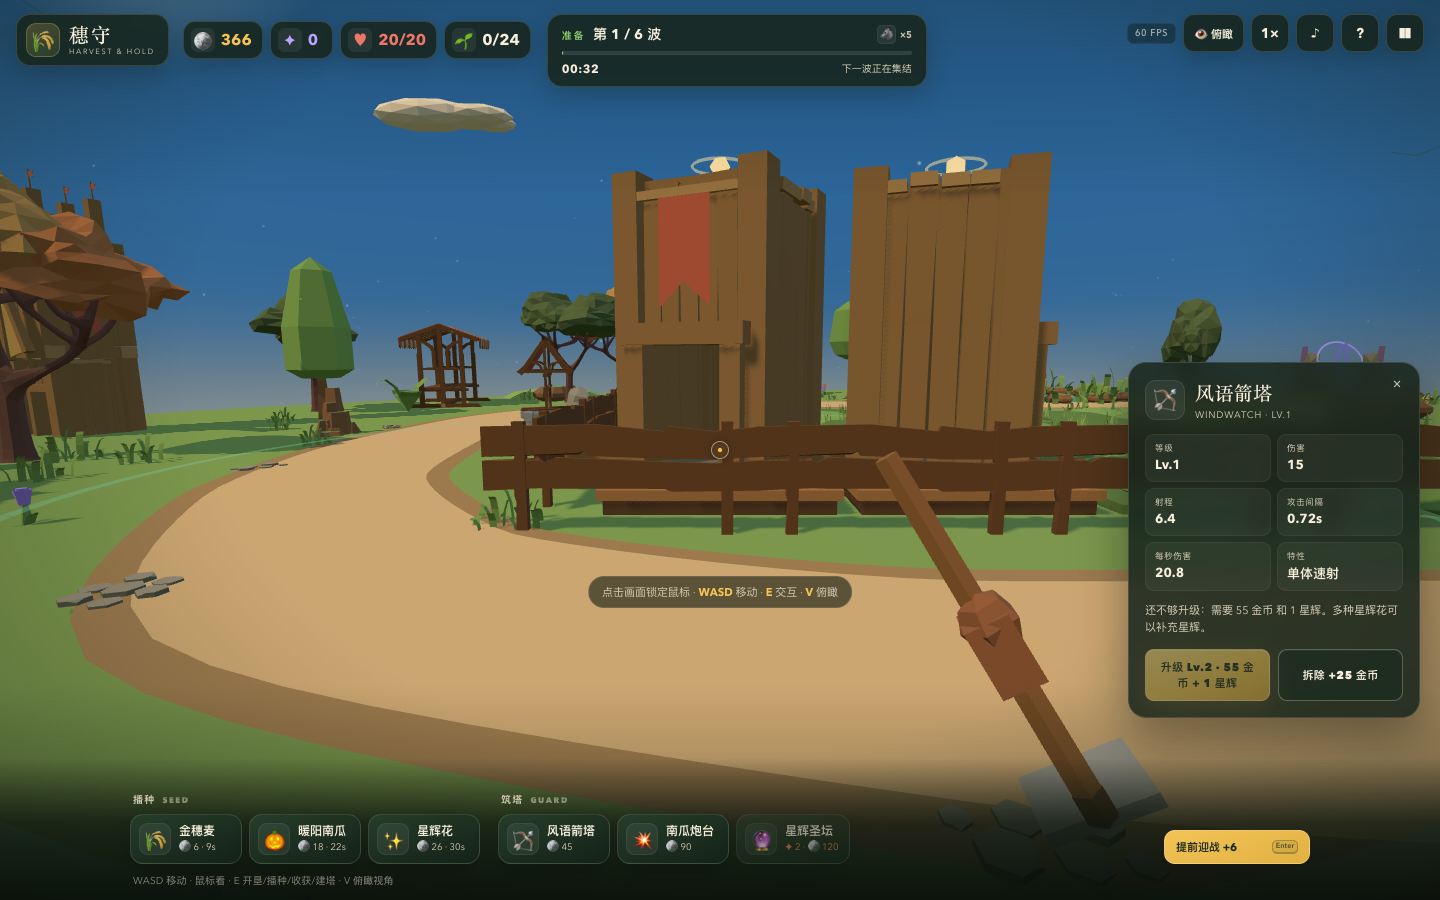 穗守
HARVEST & HOLD
366
0
20/20
0/24
准备 第 1 / 6 波 ×5
00:32 下一波正在集结
60 FPS
俯瞰
1×
♪
?
风语箭塔
×
WINDWATCH · LV.1
等级
Lv.1
伤害
15
射程
6.4
攻击间隔
0.72s
每秒伤害
20.8
特性
单体速射
还不够升级：需要 55 金币 和 1 星辉。多种星辉花可
以补充星辉。
升级 Lv.2 · 55 金
币 + 1 星辉
拆除 +25 金币
点击画面锁定鼠标 · WASD 移动 · E 交互 · V 俯瞰
播种 SEED
筑塔 GUARD
金穗麦
6 · 9s
暖阳南瓜
18 · 22s
星辉花
26 · 30s
风语箭塔
45
南瓜炮台
90
星辉圣坛
✦ 2 · 120
提前迎战 +6 Enter
WASD 移动 · 鼠标看 · E 开垦/播种/收获/建塔 · V 俯瞰视角